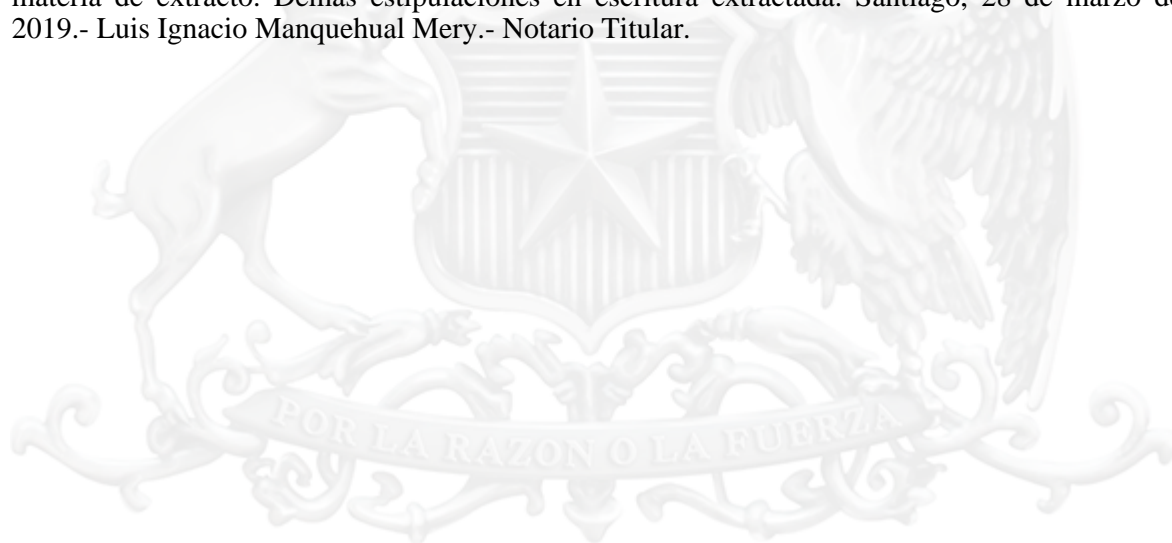 materia de extracto. Demás estipulaciones en escritura extractada. Santiago, 28 de marzo de
2019.- Luis Ignacio Manquehual Mery.- Notario Titular.
POR LA RAZON O LA FUERZA